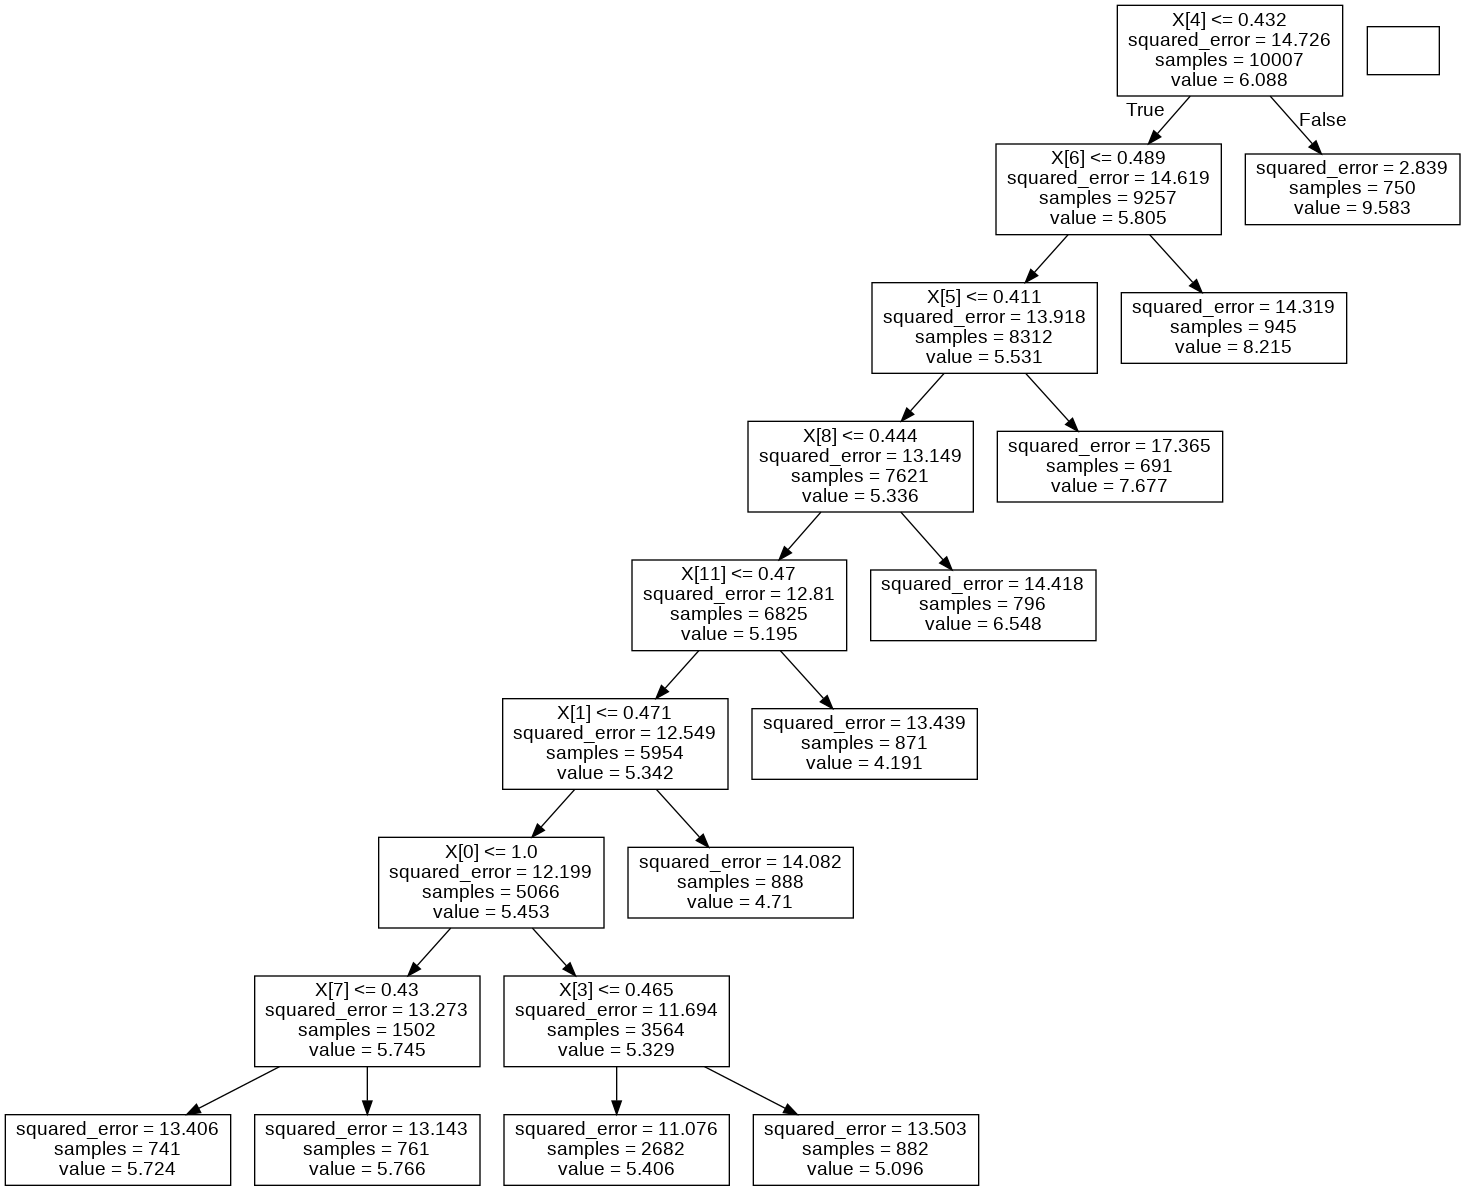 X[4] <= 0.432
squared_error = 14.726
samples = 10007
value = 6.088
True
False
X[6] <= 0.489
squared_error = 14.619
samples = 9257
value = 5.805
squared_error = 2.839
samples = 750
value = 9.583
X[5] <= 0.411
squared_error = 13.918
samples = 8312
value = 5.531
squared_error = 14.319
samples = 945
value = 8.215
X[8] <= 0.444
squared_error = 13.149
samples = 7621
value = 5.336
squared_error = 17.365
samples = 691
value = 7.677
X[11] <= 0.47
squared_error = 12.81
samples = 6825
value = 5.195
squared_error = 14.418
samples = 796
value = 6.548
X[1] <= 0.471
squared_error = 12.549
samples = 5954
value = 5.342
squared_error = 13.439
samples = 871
value = 4.191
X[0] <= 1.0
squared_error = 12.199
samples = 5066
value = 5.453
squared_error = 14.082
samples = 888
value = 4.71
X[7] <= 0.43
squared_error = 13.273
samples = 1502
value = 5.745
X[3] <= 0.465
squared_error = 11.694
samples = 3564
value = 5.329
squared_error = 13.406
samples = 741
value = 5.724
squared_error = 13.143
samples = 761
value = 5.766
squared_error = 11.076
samples = 2682
value = 5.406
squared_error = 13.503
samples = 882
value = 5.096